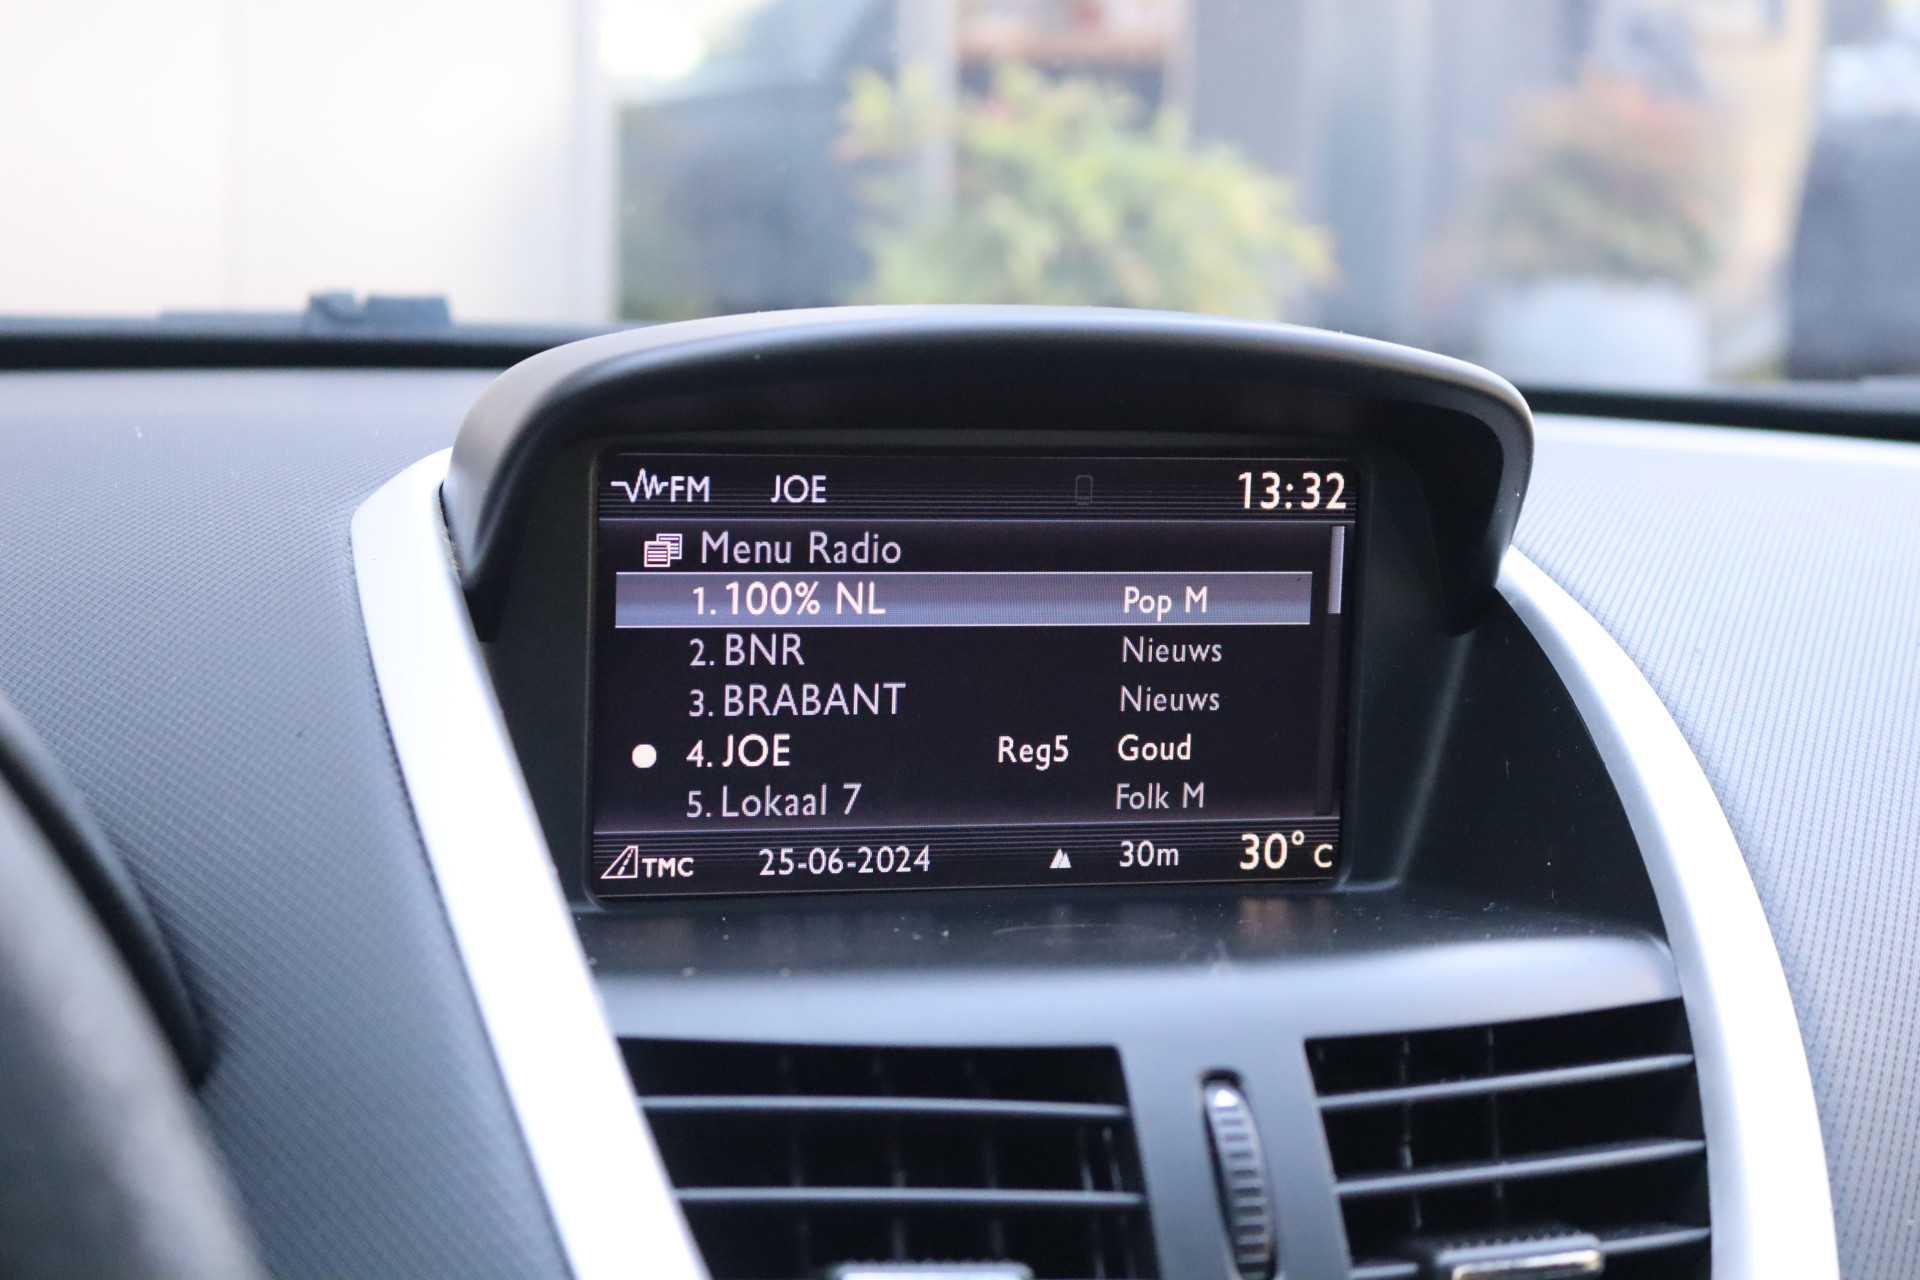 FM JOE 13:32
Menu Radio
1. 100% NL Pop M
2. BNR Nieuws
3. BRABANT Nieuws
4. JOE Reg5 Goud
5. Lokaal 7 Folk M
TMC 25-06-2024 30m 30° c